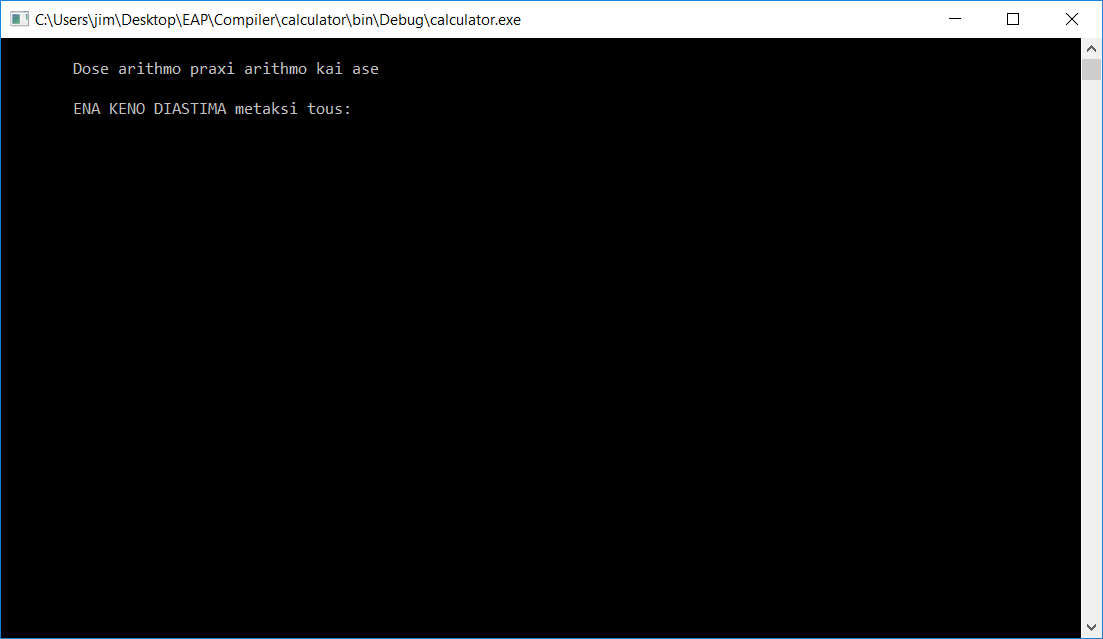 C:\Users\jim\Desktop\EAP\Compiler\calculator\bin\Debug\calculator.exe
Dose arithmo praxi arithmo kai ase
ENA KENO DIASTIMA metaksi tous: